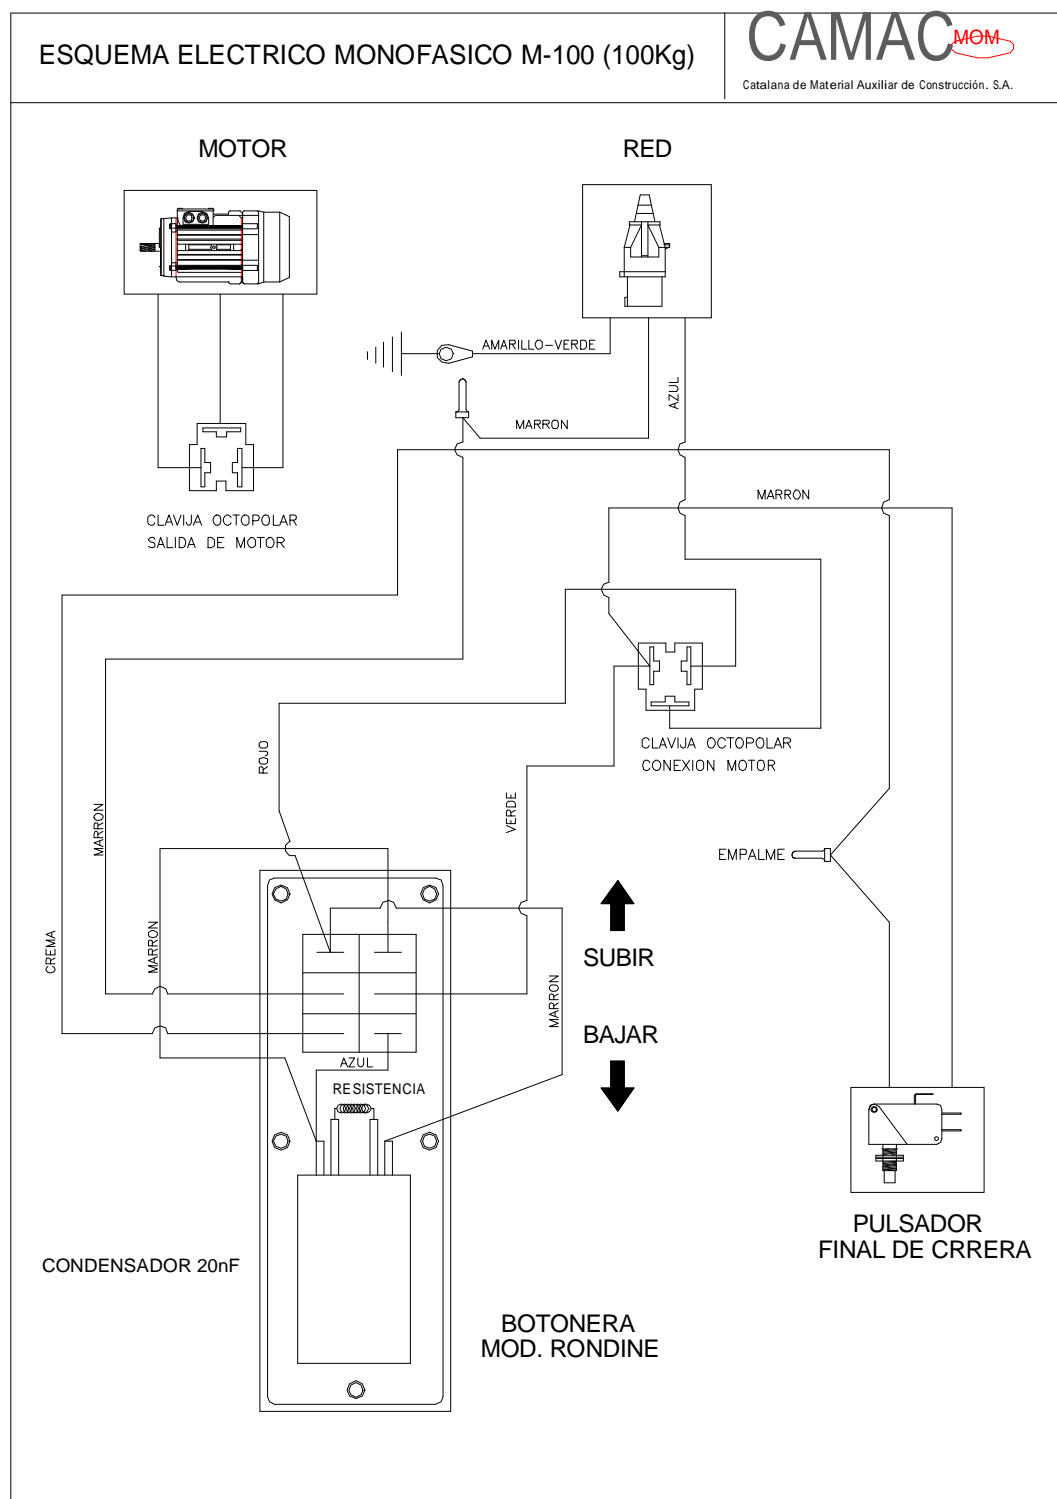 ESQUEMA ELECTRICO MONOFASICO M-100 (100Kg)
CAMAC
MOM
Catalana de Material Auxiliar de Construcción. S.A.
MOTOR
RED
AMARILLO-VERDE
AZUL
MARRON
MARRON
CLAVIJA OCTOPOLAR
SALIDA DE MOTOR
CLAVIJA OCTOPOLAR
CONEXION MOTOR
ROJO
VERDE
MARRON
EMPALME
CREMA
MARRON
MARRON
SUBIR
BAJAR
AZUL
RESISTENCIA
PULSADOR
FINAL DE CRRERA
CONDENSADOR 20nF
BOTONERA
MOD. RONDINE